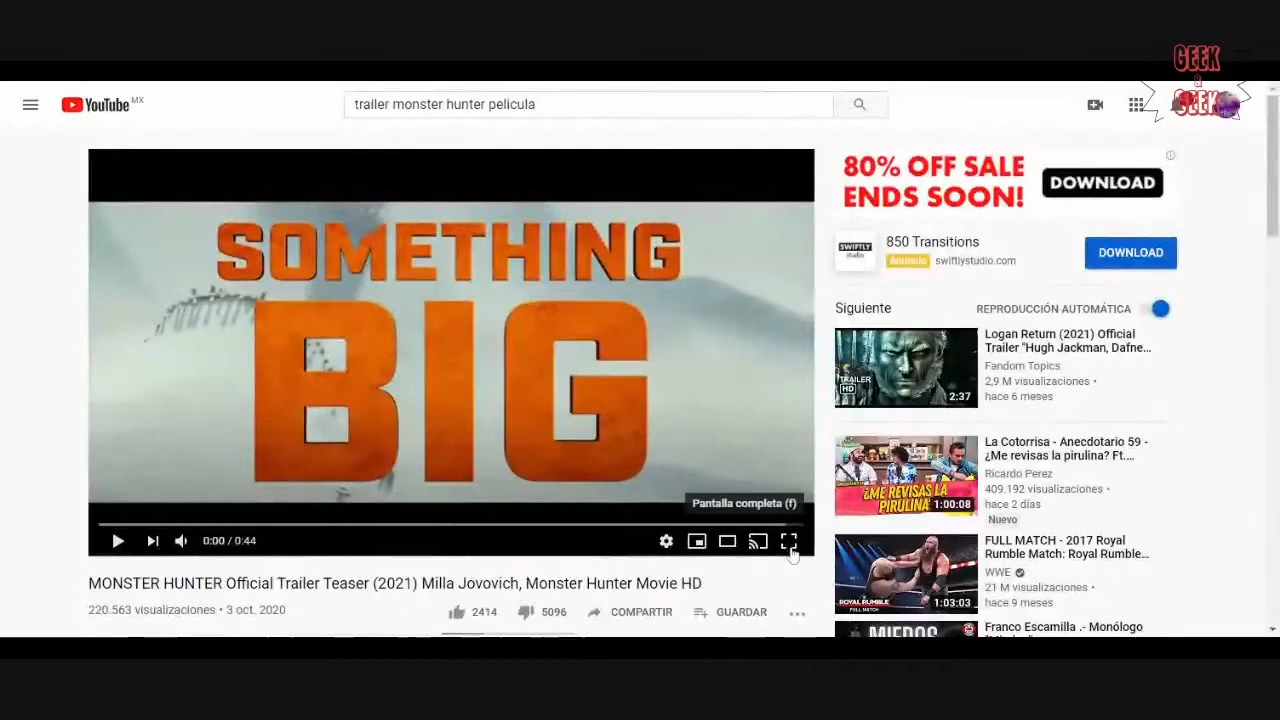 GEEK
a
GEEK
YouTube MX
trailer monster hunter pelicula
SOMETHING
BIG
Pantalla completa (f)
0:00 / 0:44
MONSTER HUNTER Official Trailer Teaser (2021) Milla Jovovich, Monster Hunter Movie HD
220.563 visualizaciones • 3 oct. 2020
2414
5096
COMPARTIR
GUARDAR
80% OFF SALE
ENDS SOON!
DOWNLOAD
SWIFTLY
studio
850 Transitions
Anuncio swiftlystudio.com
DOWNLOAD
Siguiente
REPRODUCCIÓN AUTOMÁTICA
TRAILER
HD
2:37
Logan Return (2021) Official
Trailer "Hugh Jackman, Dafne...
Fandom Topics
2,9 M visualizaciones •
hace 6 meses
¿ME REVISAS LA
PIRULINA?
1:00:08
La Cotorrisa - Anecdotario 59 -
¿Me revisas la pirulina? Ft....
Ricardo Perez
409.192 visualizaciones •
hace 2 días
Nuevo
ROYAL RUMBLE
FULL MATCH
1:03:03
FULL MATCH - 2017 Royal
Rumble Match: Royal Rumble...
WWE
21 M visualizaciones •
hace 9 meses
MIEDOS
Franco Escamilla .- Monólogo